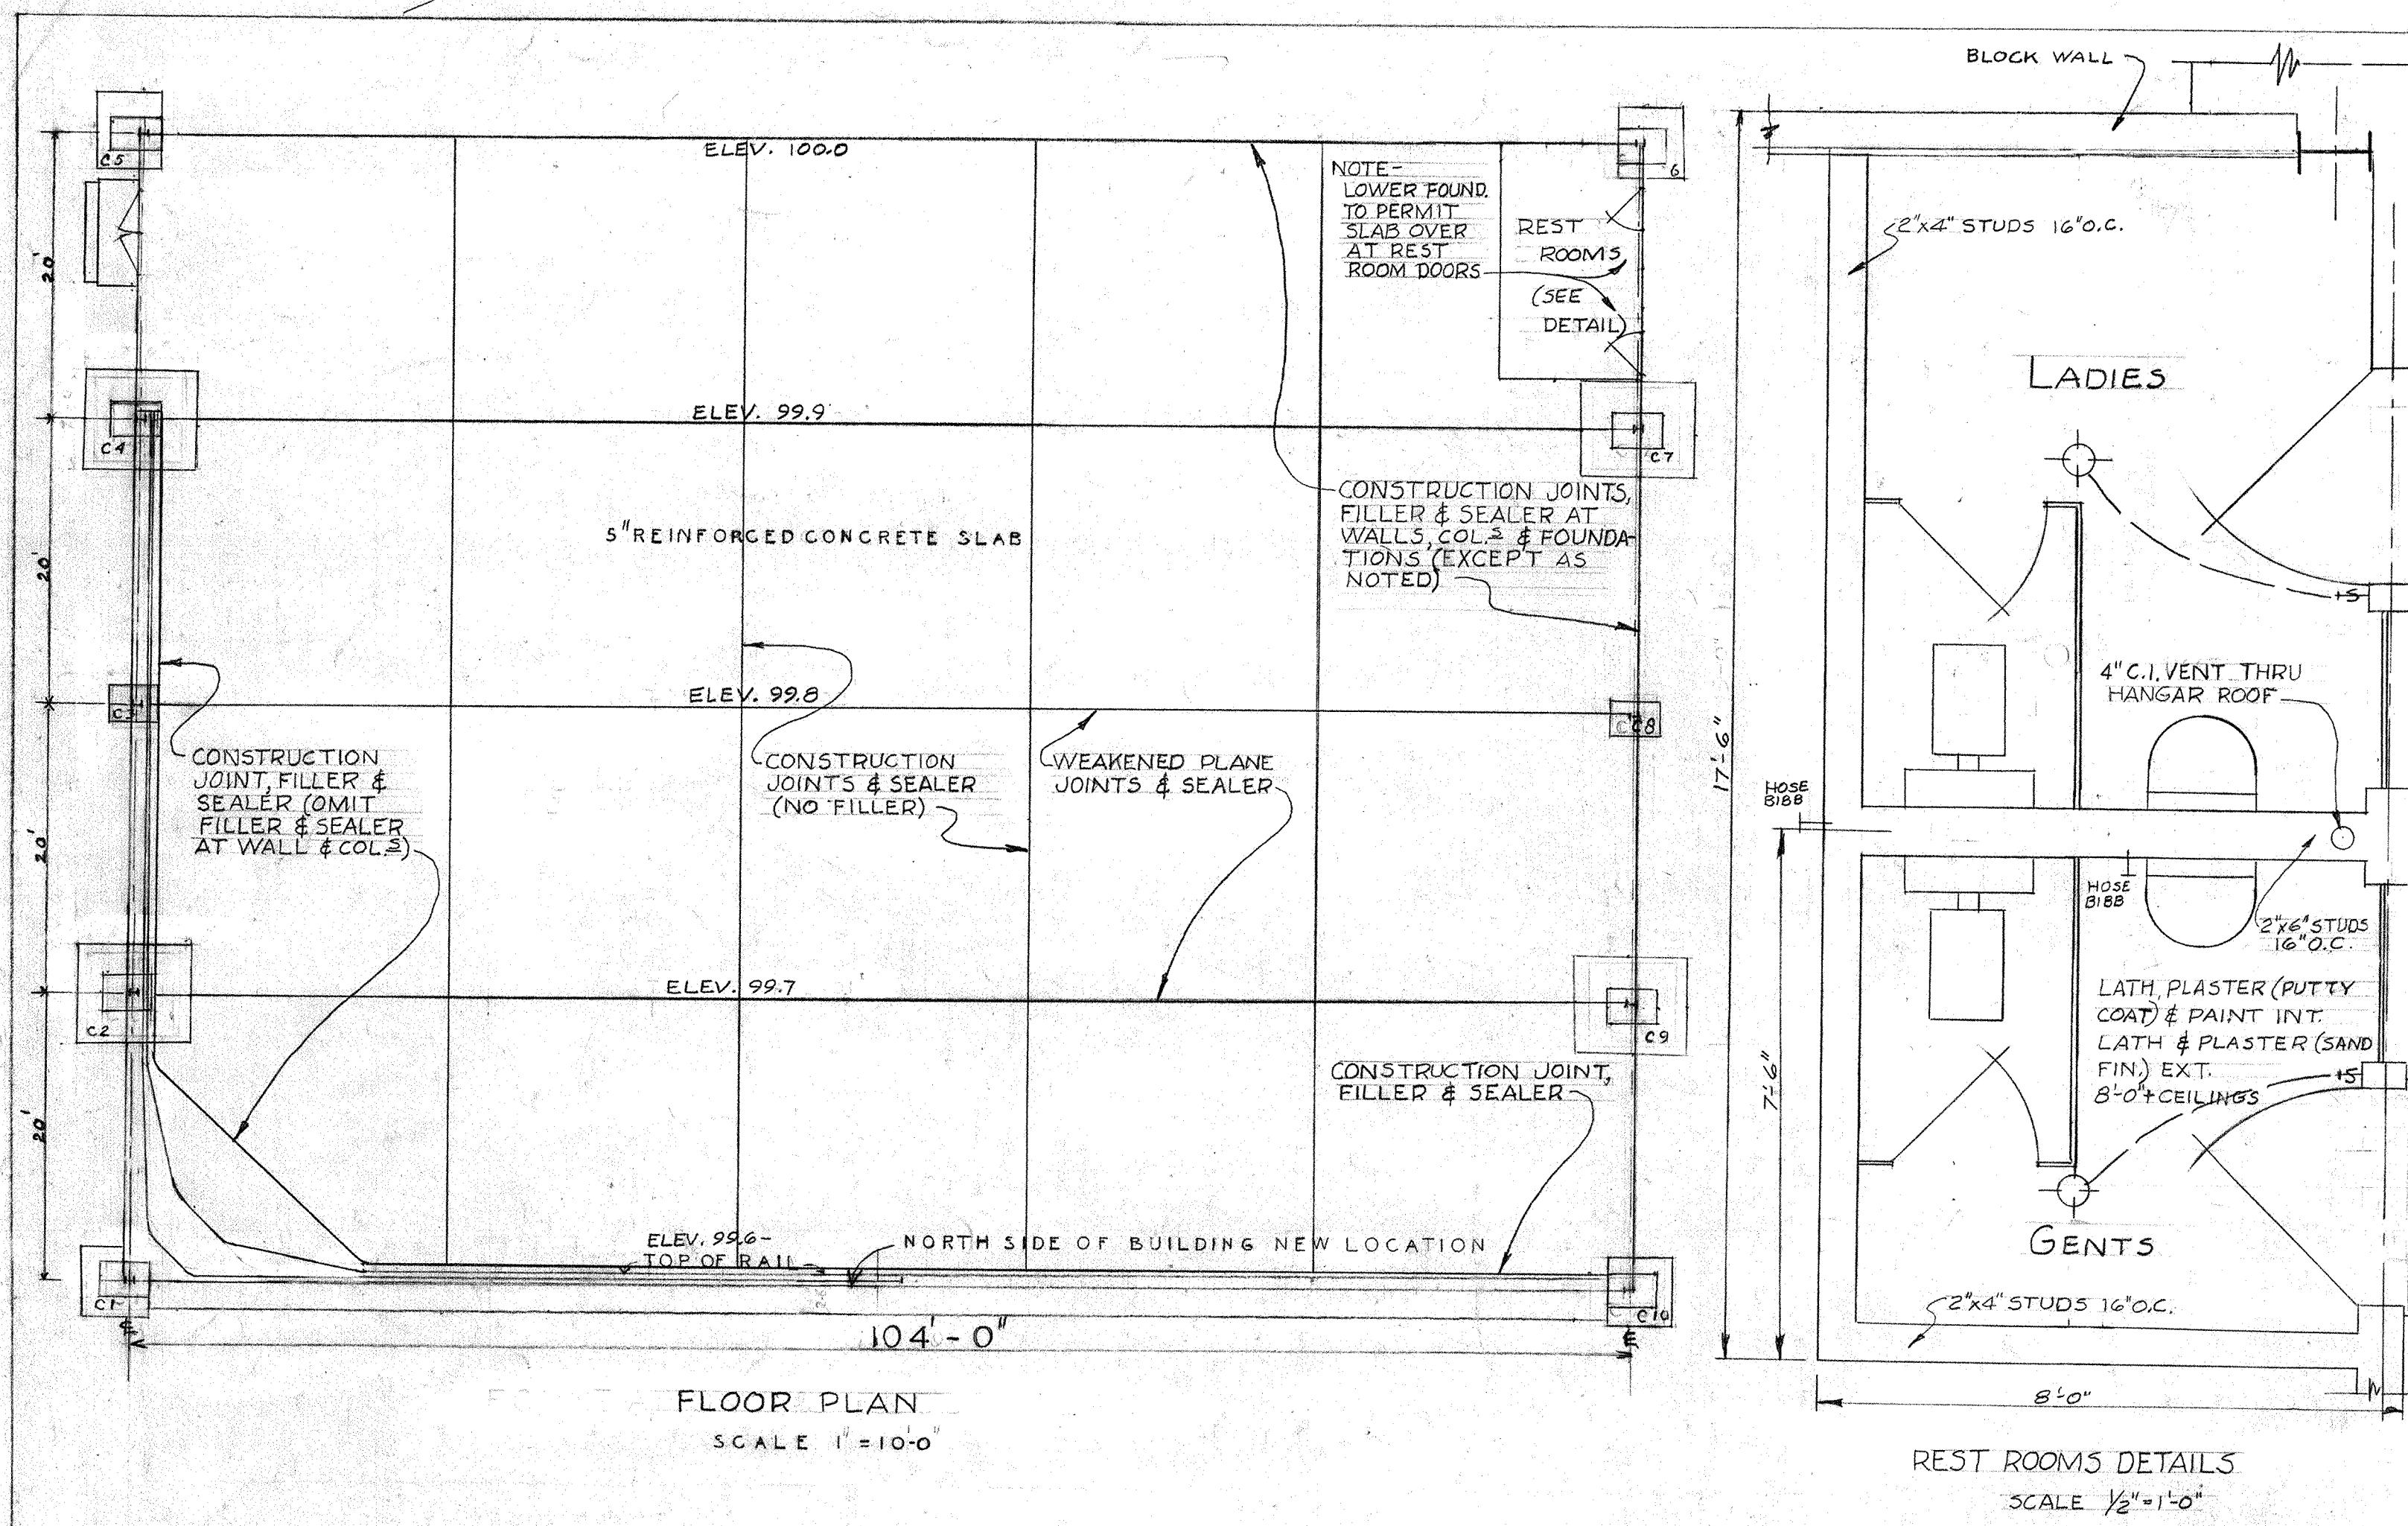 BLOCK WALL
C5
ELEV. 100.0
NOTE-
LOWER FOUND.
TO PERMIT
SLAB OVER
AT REST
ROOM DOORS
6
REST
ROOMS
(SEE
DETAIL)
2"x4" STUDS 16"O.C.
20'
LADIES
ELEV. 99.9
C4
C7
CONSTRUCTION JOINTS,
FILLER & SEALER AT
WALLS, COL.S & FOUNDA-
TIONS (EXCEPT AS
NOTED)
5" REINFORCED CONCRETE SLAB
20'
+S
4" C.I. VENT THRU
HANGAR ROOF
ELEV. 99.8
C3
C8
17'-6"
CONSTRUCTION
JOINT, FILLER &
SEALER (OMIT
FILLER & SEALER
AT WALL & COL.S)
CONSTRUCTION
JOINTS & SEALER
(NO FILLER)
WEAKENED PLANE
JOINTS & SEALER
HOSE
BIBB
20'
HOSE
BIBB
2"x6" STUDS
16" O.C.
ELEV. 99.7
C2
C9
LATH, PLASTER (PUTTY
COAT) & PAINT INT.
LATH & PLASTER (SAND
FIN.) EXT.
8'-0"+ CEILINGS
+S
7'-6"
CONSTRUCTION JOINT,
FILLER & SEALER
20'
ELEV. 99.6-
TOP OF RAIL
NORTH SIDE OF BUILDING NEW LOCATION
GENTS
C1
C10
2"x4" STUDS 16"O.C.
℄
104'-0"
℄
8'-0"
FLOOR PLAN
SCALE 1" = 10'-0"
REST ROOMS DETAILS
SCALE 1/2"=1'-0"